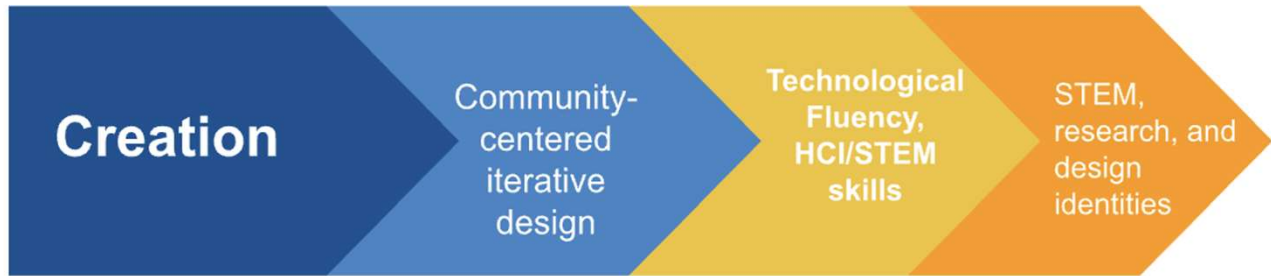 Creation
Community-
centered
iterative
design
Technological
Fluency,
HCI/STEM
skills
STEM,
research, and
design
identities